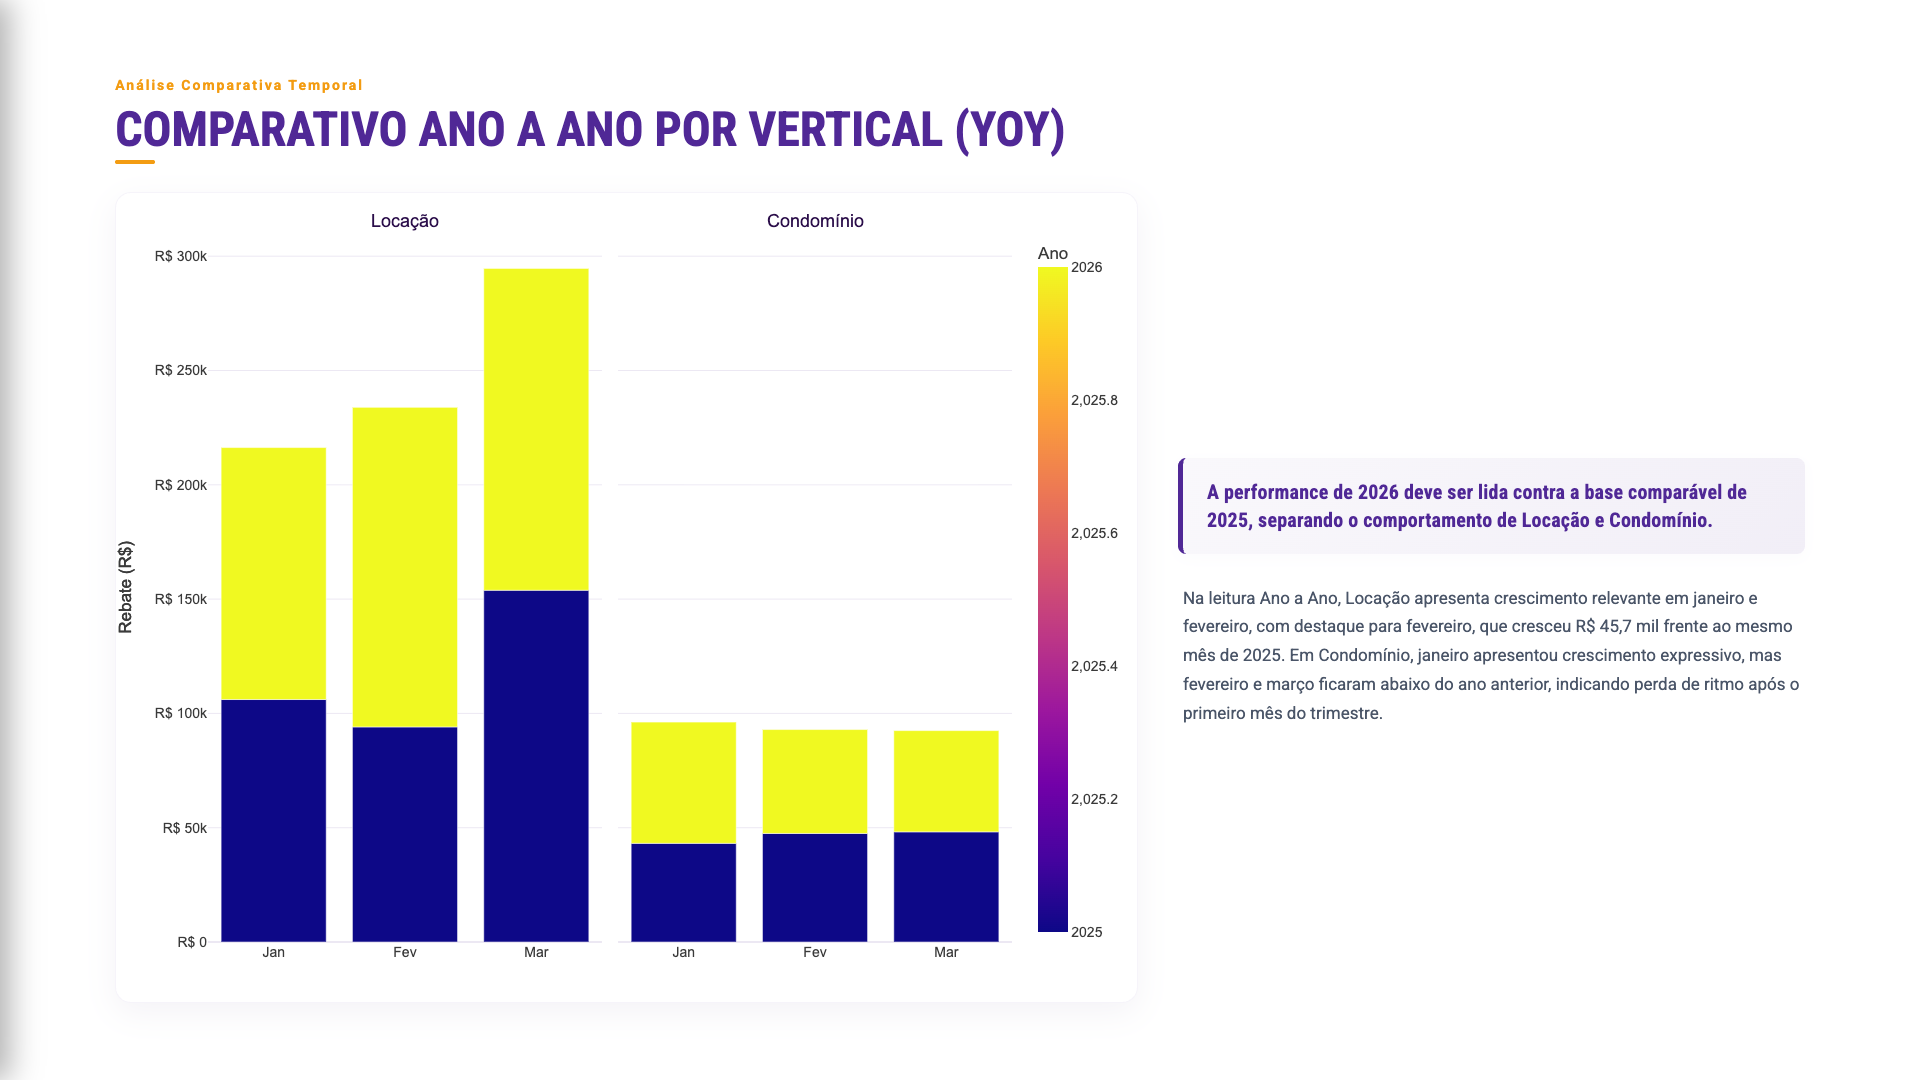 Análise Comparativa Temporal
COMPARATIVO ANO A ANO POR VERTICAL (YOY)
Locação
Condomínio
Rebate (R$)
R$ 300k
R$ 250k
R$ 200k
R$ 150k
R$ 100k
R$ 50k
R$ 0
Jan
Fev
Mar
Jan
Fev
Mar
Ano
2026
2,025.8
2,025.6
2,025.4
2,025.2
2025
A performance de 2026 deve ser lida contra a base comparável de
2025, separando o comportamento de Locação e Condomínio.
Na leitura Ano a Ano, Locação apresenta crescimento relevante em janeiro e
fevereiro, com destaque para fevereiro, que cresceu R$ 45,7 mil frente ao mesmo
mês de 2025. Em Condomínio, janeiro apresentou crescimento expressivo, mas
fevereiro e março ficaram abaixo do ano anterior, indicando perda de ritmo após o
primeiro mês do trimestre.